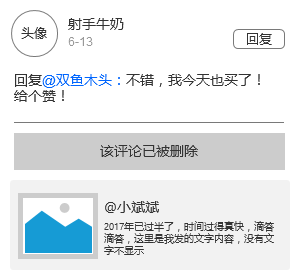 头像
射手牛奶
6-13
回复
回复@双鱼木头：不错，我今天也买了！
给个赞！
该评论已被删除
@小斌斌
2017年已过半了，时间过得真快，滴答
滴答，这里是我发的文字内容，没有文
字不显示